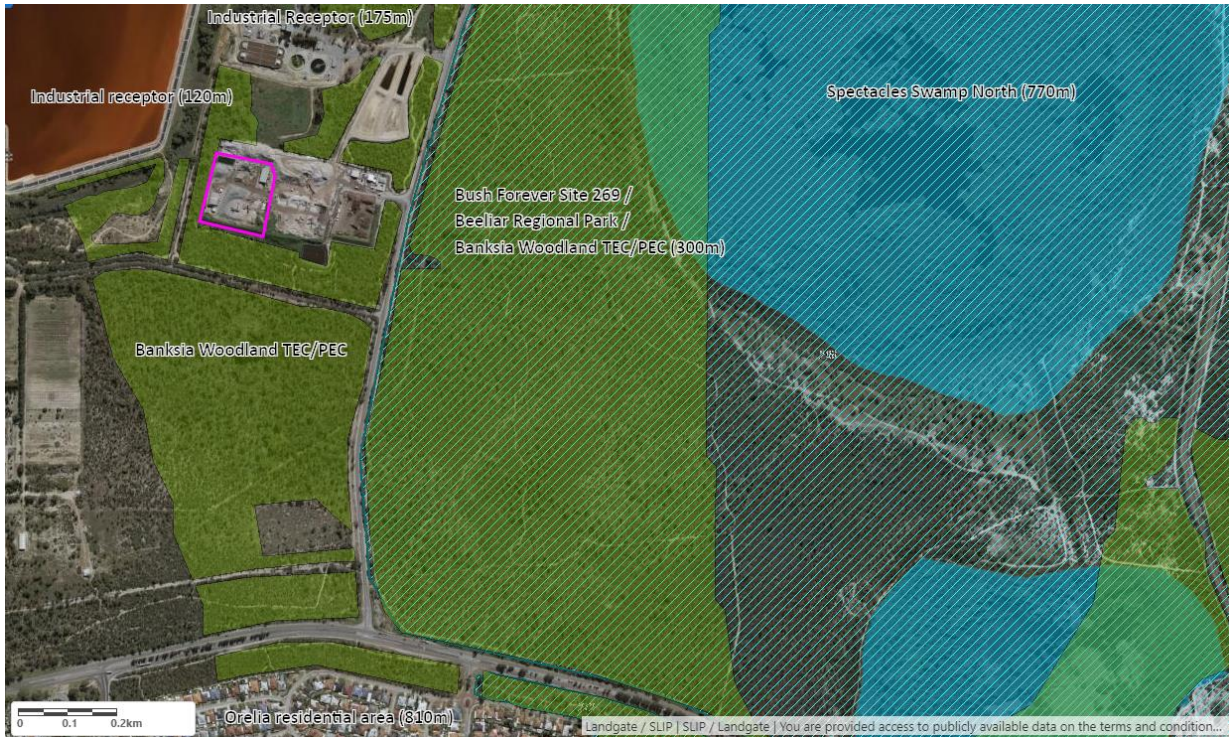 Industrial Receptor (175m)
Industrial receptor (120m)
Spectacles Swamp North (770m)
Bush Forever Site 269 /
Beeliar Regional Park /
Banksia Woodland TEC/PEC (300m)
Banksia Woodland TEC/PEC
Orelia residential area (810m)
0 0.1 0.2km
Landgate / SLIP | SLIP / Landgate | You are provided access to publicly available data on the terms and condition...